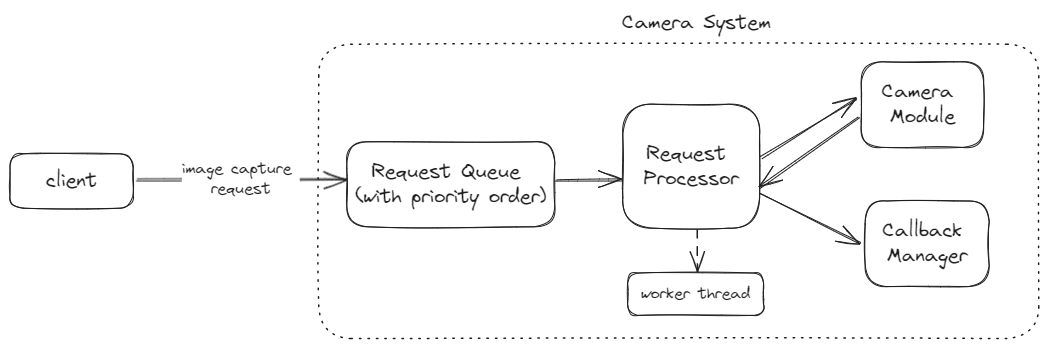 Camera System
client
image capture
request
Request Queue
(with priority order)
Request
Processor
worker thread
Camera
Module
Callback
Manager